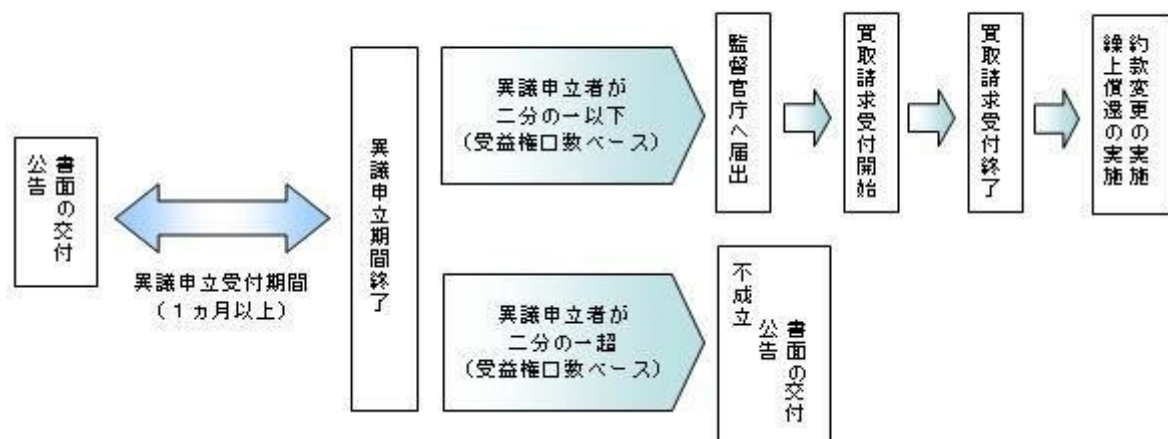 書面の交付
公告
異議申立受付期間
（１ヵ月以上）
異議申立期間終了
異議申立者が
二分の一以下
（受益権口数ベース）
監督官庁へ届出
買取請求受付開始
買取請求受付終了
約款変更の実施
繰上償還の実施
異議申立者が
二分の一超
（受益権口数ベース）
不成立
書面の交付
公告